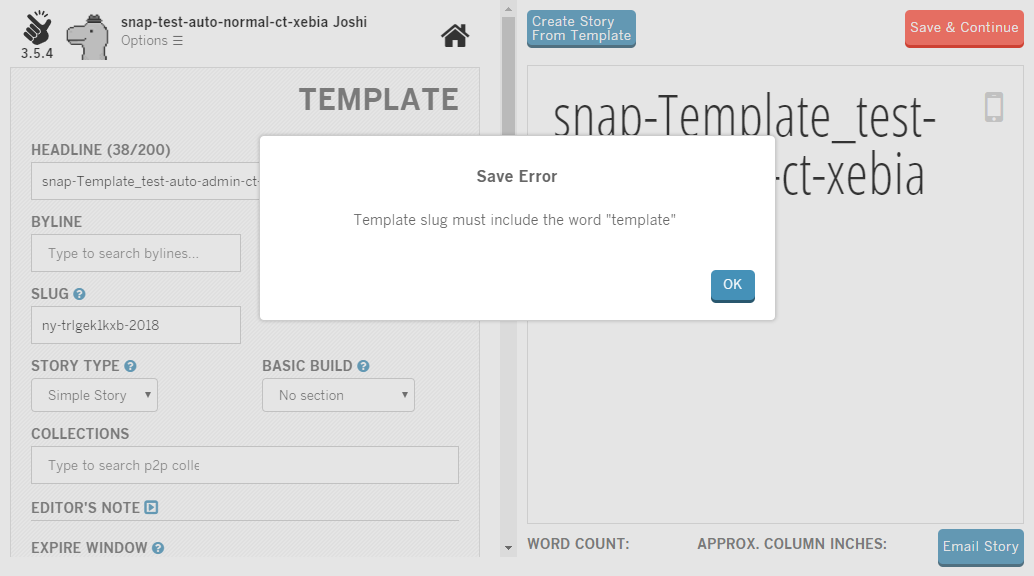 snap-test-auto-normal-ct-xebia Joshi
Options ☰
3.5.4
Create Story
From Template
Save & Continue
TEMPLATE
HEADLINE (38/200)
snap-Template_test-auto-admin-ct-
BYLINE
Type to search bylines...
SLUG
ny-trlgek1kxb-2018
STORY TYPE
BASIC BUILD
Simple Story
No section
COLLECTIONS
Type to search p2p colle
EDITOR'S NOTE
EXPIRE WINDOW
snap-Template_test-
-ct-xebia
Save Error
Template slug must include the word "template"
OK
WORD COUNT:
APPROX. COLUMN INCHES:
Email Story